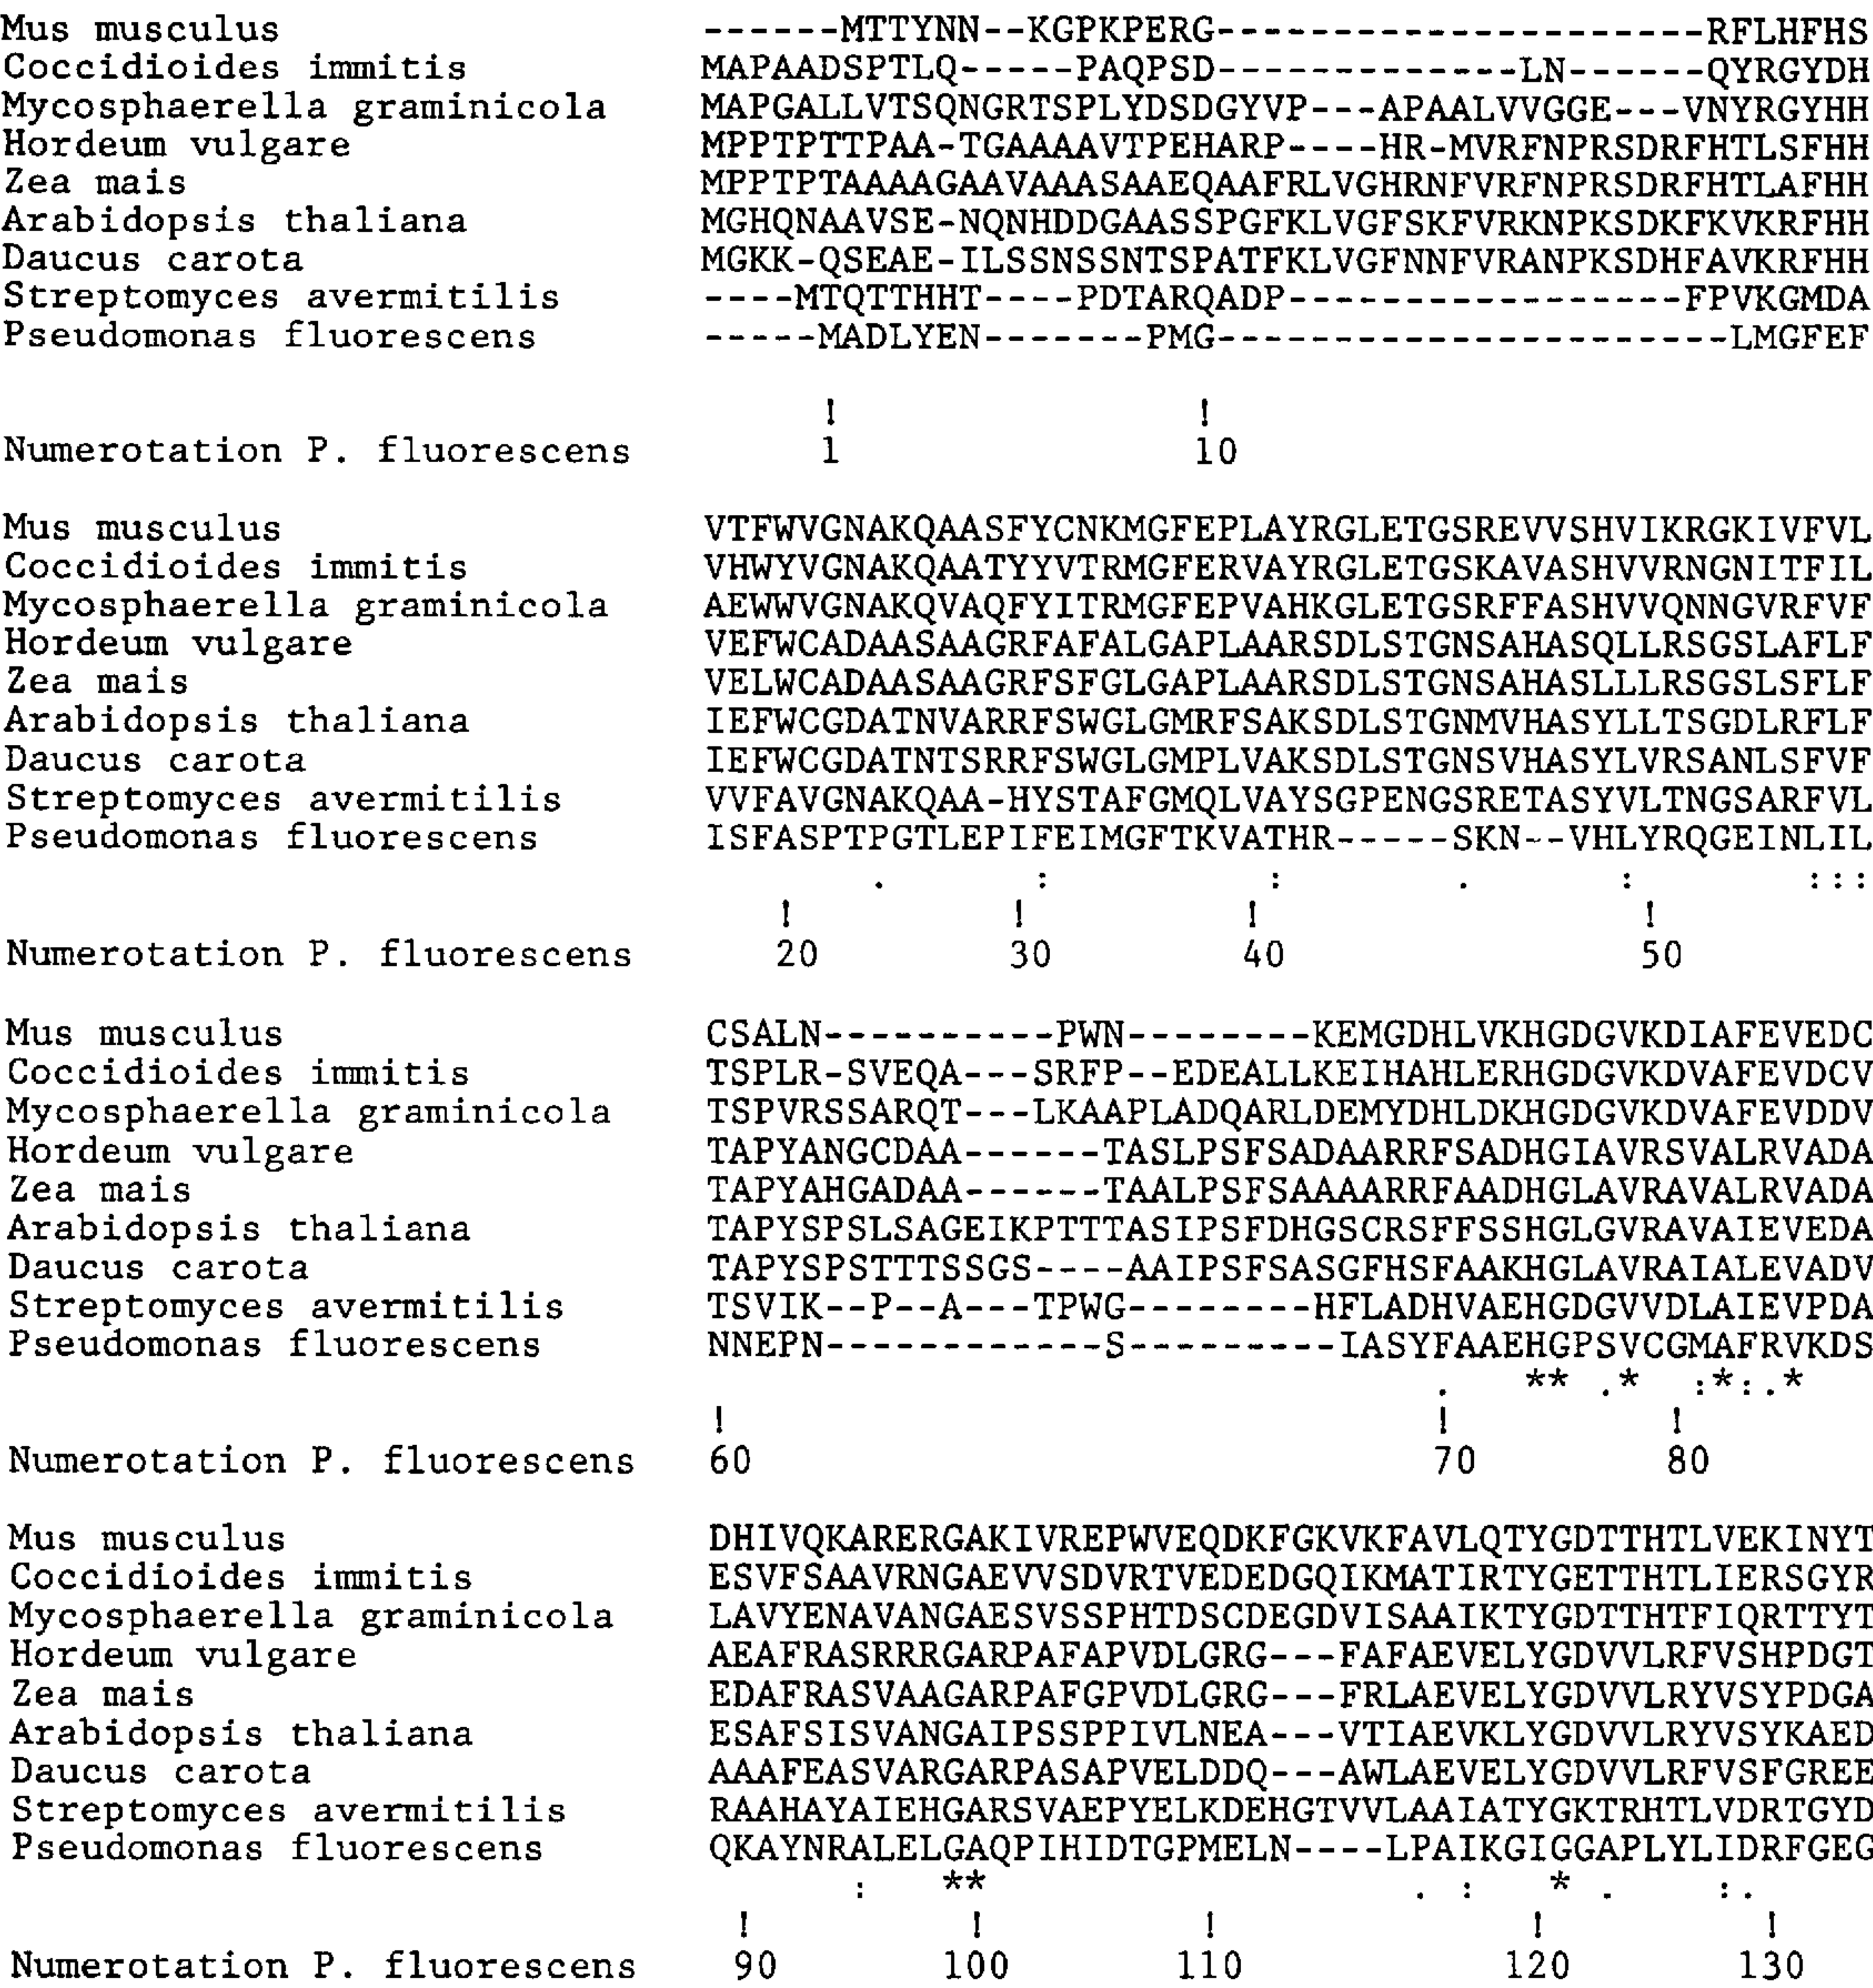 Mus musculus ------MTTYNN--KGPKPERG---------------------RFLHFHS
Coccidioides immitis MAPAADSPTLQ-----PAQPSD-------------LN------QYRGYDH
Mycosphaerella graminicola MAPGALLVTSQNGRTSPLYDSDGYVP---APAALVVGGE---VNYRGYHH
Hordeum vulgare MPPTPTTPAA-TGAAAAVTPEHARP----HR-MVRFNPRSDRFHTLSFHH
Zea mais MPPTPTAAAAGAAVAAASAAEQAAFRLVGHRNFVRFNPRSDRFHTLAFHH
Arabidopsis thaliana MGHQNAAVSE-NQNHDDGAASSPGFKLVGFSKFVRKNPKSDKFKVKRFHH
Daucus carota MGKK-QSEAE-ILSSNSSNTSPATFKLVGFNNFVRANPKSDHFAVKRFHH
Streptomyces avermitilis ----MTQTTHHT----PDTARQADP-----------------FPVKGMDA
Pseudomonas fluorescens -----MADLYEN-------PMG----------------------LMGFEF
! !
Numerotation P. fluorescens 1 10
Mus musculus VTFWVGNAKQAASFYCNKMGFEPLAYRGLETGSREVVSHVIKRGKIVFVL
Coccidioides immitis VHWYVGNAKQAATYYVTRMGFERVAYRGLETGSKAVASHVVRNGNITFIL
Mycosphaerella graminicola AEWWVGNAKQVAQFYITRMGFEPVAHKGLETGSRFFASHVVQNNGVRFVF
Hordeum vulgare VEFWCADAASAAGRFAFALGAPLAARSDLSTGNSAHASQLLRSGSLAFLF
Zea mais VELWCADAASAAGRFSFGLGAPLAARSDLSTGNSAHASLLLRSGSLSFLF
Arabidopsis thaliana IEFWCGDATNVARRFSWGLGMRFSAKSDLSTGNMVHASYLLTSGDLRFLF
Daucus carota IEFWCGDATNTSRRFSWGLGMPLVAKSDLSTGNSVHASYLVRSANLSFVF
Streptomyces avermitilis VVFAVGNAKQAA-HYSTAFGMQLVAYSGPENGSRETASYVLTNGSARFVL
Pseudomonas fluorescens ISFASPTPGTLEPIFEIMGFTKVATHR-----SKN--VHLYRQGEINLIL
. : : . : :::
! ! ! !
Numerotation P. fluorescens 20 30 40 50
Mus musculus CSALN----------PWN--------KEMGDHLVKHGDGVKDIAFEVEDC
Coccidioides immitis TSPLR-SVEQA---SRFP--EDEALLKEIHAHLERHGDGVKDVAFEVDCV
Mycosphaerella graminicola TSPVRSSARQT---LKAAPLADQARLDEMYDHLDKHGDGVKDVAFEVDDV
Hordeum vulgare TAPYANGCDAA------TASLPSFSADAARRFSADHGIAVRSVALRVADA
Zea mais TAPYAHGADAA------TAALPSFSAAAARRFAADHGLAVRAVALRVADA
Arabidopsis thaliana TAPYSPSLSAGEIKPTTTASIPSFDHGSCRSFFSSHGLGVRAVAIEVEDA
Daucus carota TAPYSPSTTTSSGS----AAIPSFSASGFHSFAAKHGLAVRAIALEVADV
Streptomyces avermitilis TSVIK--P--A---TPWG--------HFLADHVAEHGDGVVDLAIEVPDA
Pseudomonas fluorescens NNEPN------------S---------IASYFAAEHGPSVCGMAFRVKDS
. ** .* :*:.*
! ! !
Numerotation P. fluorescens 60 70 80
Mus musculus DHIVQKARERGAKIVREPWVEQDKFGKVKFAVLQTYGDTTHTLVEKINYT
Coccidioides immitis ESVFSAAVRNGAEVVSDVRTVEDEDGQIKMATIRTYGETTHTLIERSGYR
Mycosphaerella graminicola LAVYENAVANGAESVSSPHTDSCDEGDVISAAIKTYGDTTHTFIQRTTYT
Hordeum vulgare AEAFRASRRRGARPAFAPVDLGRG---FAFAEVELYGDVVLRFVSHPDGT
Zea mais EDAFRASVAAGARPAFGPVDLGRG---FRLAEVELYGDVVLRYVSYPDGA
Arabidopsis thaliana ESAFSISVANGAIPSSPPIVLNEA---VTIAEVKLYGDVVLRYVSYKAED
Daucus carota AAAFEASVARGARPASAPVELDDQ---AWLAEVELYGDVVLRFVSFGREE
Streptomyces avermitilis RAAHAYAIEHGARSVAEPYELKDEHGTVVLAAIATYGKTRHTLVDRTGYD
Pseudomonas fluorescens QKAYNRALELGAQPIHIDTGPMELN----LPAIKGIGGAPLYLIDRFGEG
: ** . : * . :.
! ! ! ! !
Numerotation P. fluorescens 90 100 110 120 130